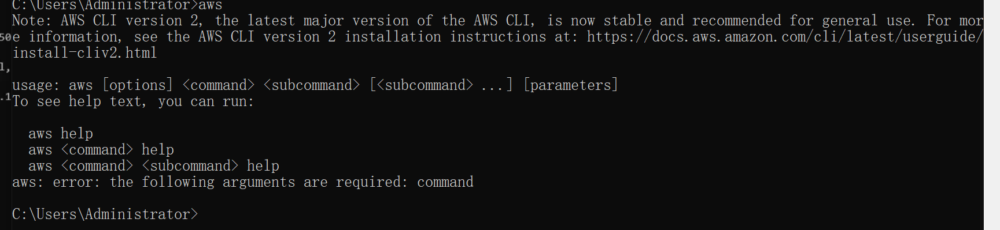 C:\Users\Administrator>aws
Note: AWS CLI version 2, the latest major version of the AWS CLI, is now stable and recommended for general use. For mor
e information, see the AWS CLI version 2 installation instructions at: https://docs.aws.amazon.com/cli/latest/userguide/
install-cliv2.html
usage: aws [options] <command> <subcommand> [<subcommand> ...] [parameters]
To see help text, you can run:
  aws help
  aws <command> help
  aws <command> <subcommand> help
aws: error: the following arguments are required: command
C:\Users\Administrator>